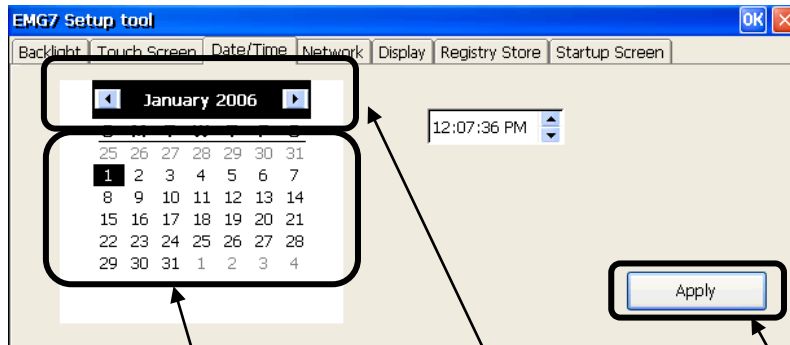 EMG7 Setup tool OK
Backlight Touch Screen Date/Time Network Display Registry Store Startup Screen
January 2006
12:07:36 PM
S M T W T F S
25 26 27 28 29 30 31
1 2 3 4 5 6 7
8 9 10 11 12 13 14
15 16 17 18 19 20 21
22 23 24 25 26 27 28
29 30 31 1 2 3 4
Apply